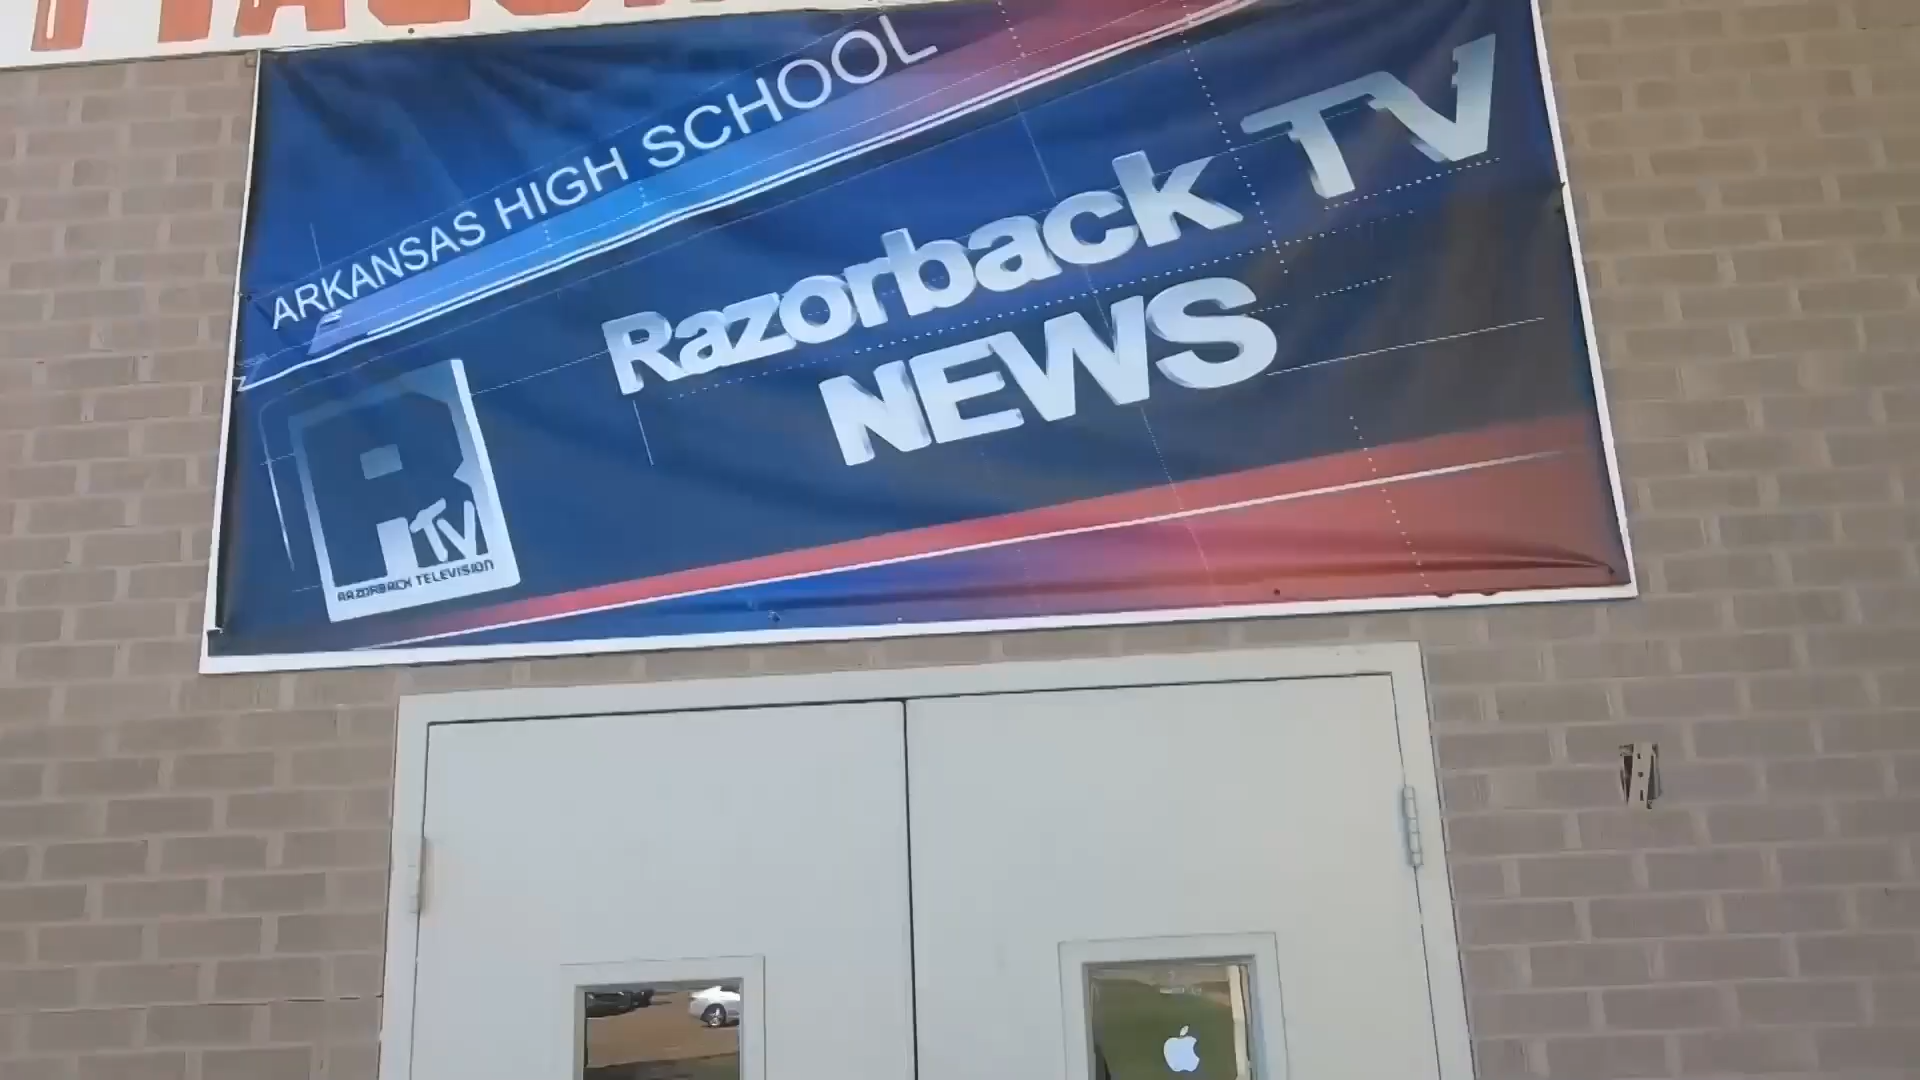 ARKANSAS HIGH SCHOOL
Razorback TV
NEWS
R
TV
RAZORBACK TELEVISION